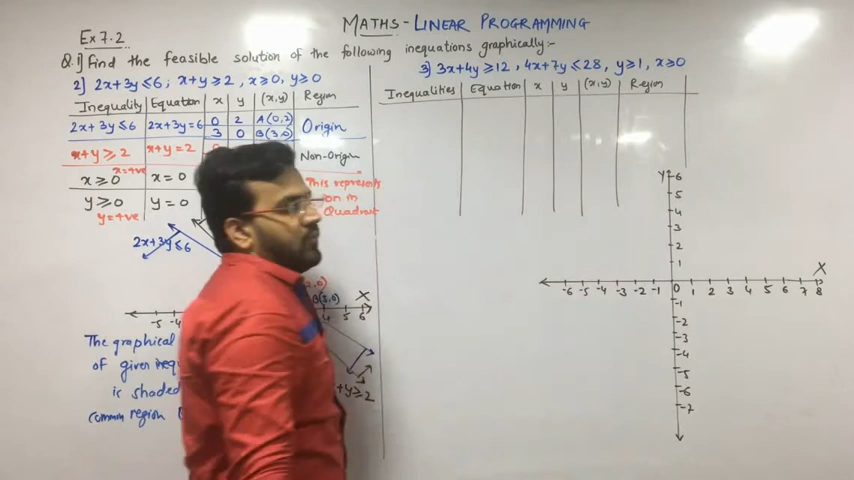 MATHS - LINEAR PROGRAMMING
Ex 7.2
Q.1) Find the feasible solution of the following inequations graphically:-
2) 2x+3y≤6; x+y≥2, x≥0, y≥0
Inequality Equation x y (x,y) Region
2x+3y≤6 2x+3y=6 0 2 A(0,2) Origin
3 0 B(3,0)
x+y≥2 x+y=2 Non-Origin
x=+ve
x≥0 x=0 This represents
y≥0 y=0 Quadrant
y=+ve
2x+3y≤6
B(3,0) X
-5 -4 4 5 6
+y≥2
The graphical
of given
is shaded
common region
3) 3x+4y≥12, 4x+7y≤28, y≥1, x≥0
Inequalities Equation x y (x,y) Region
Y 6
5
4
3
2
1
X
-6 -5 -4 -3 -2 -1 0 1 2 3 4 5 6 7 8
-1
-2
-3
-4
-5
-6
-7